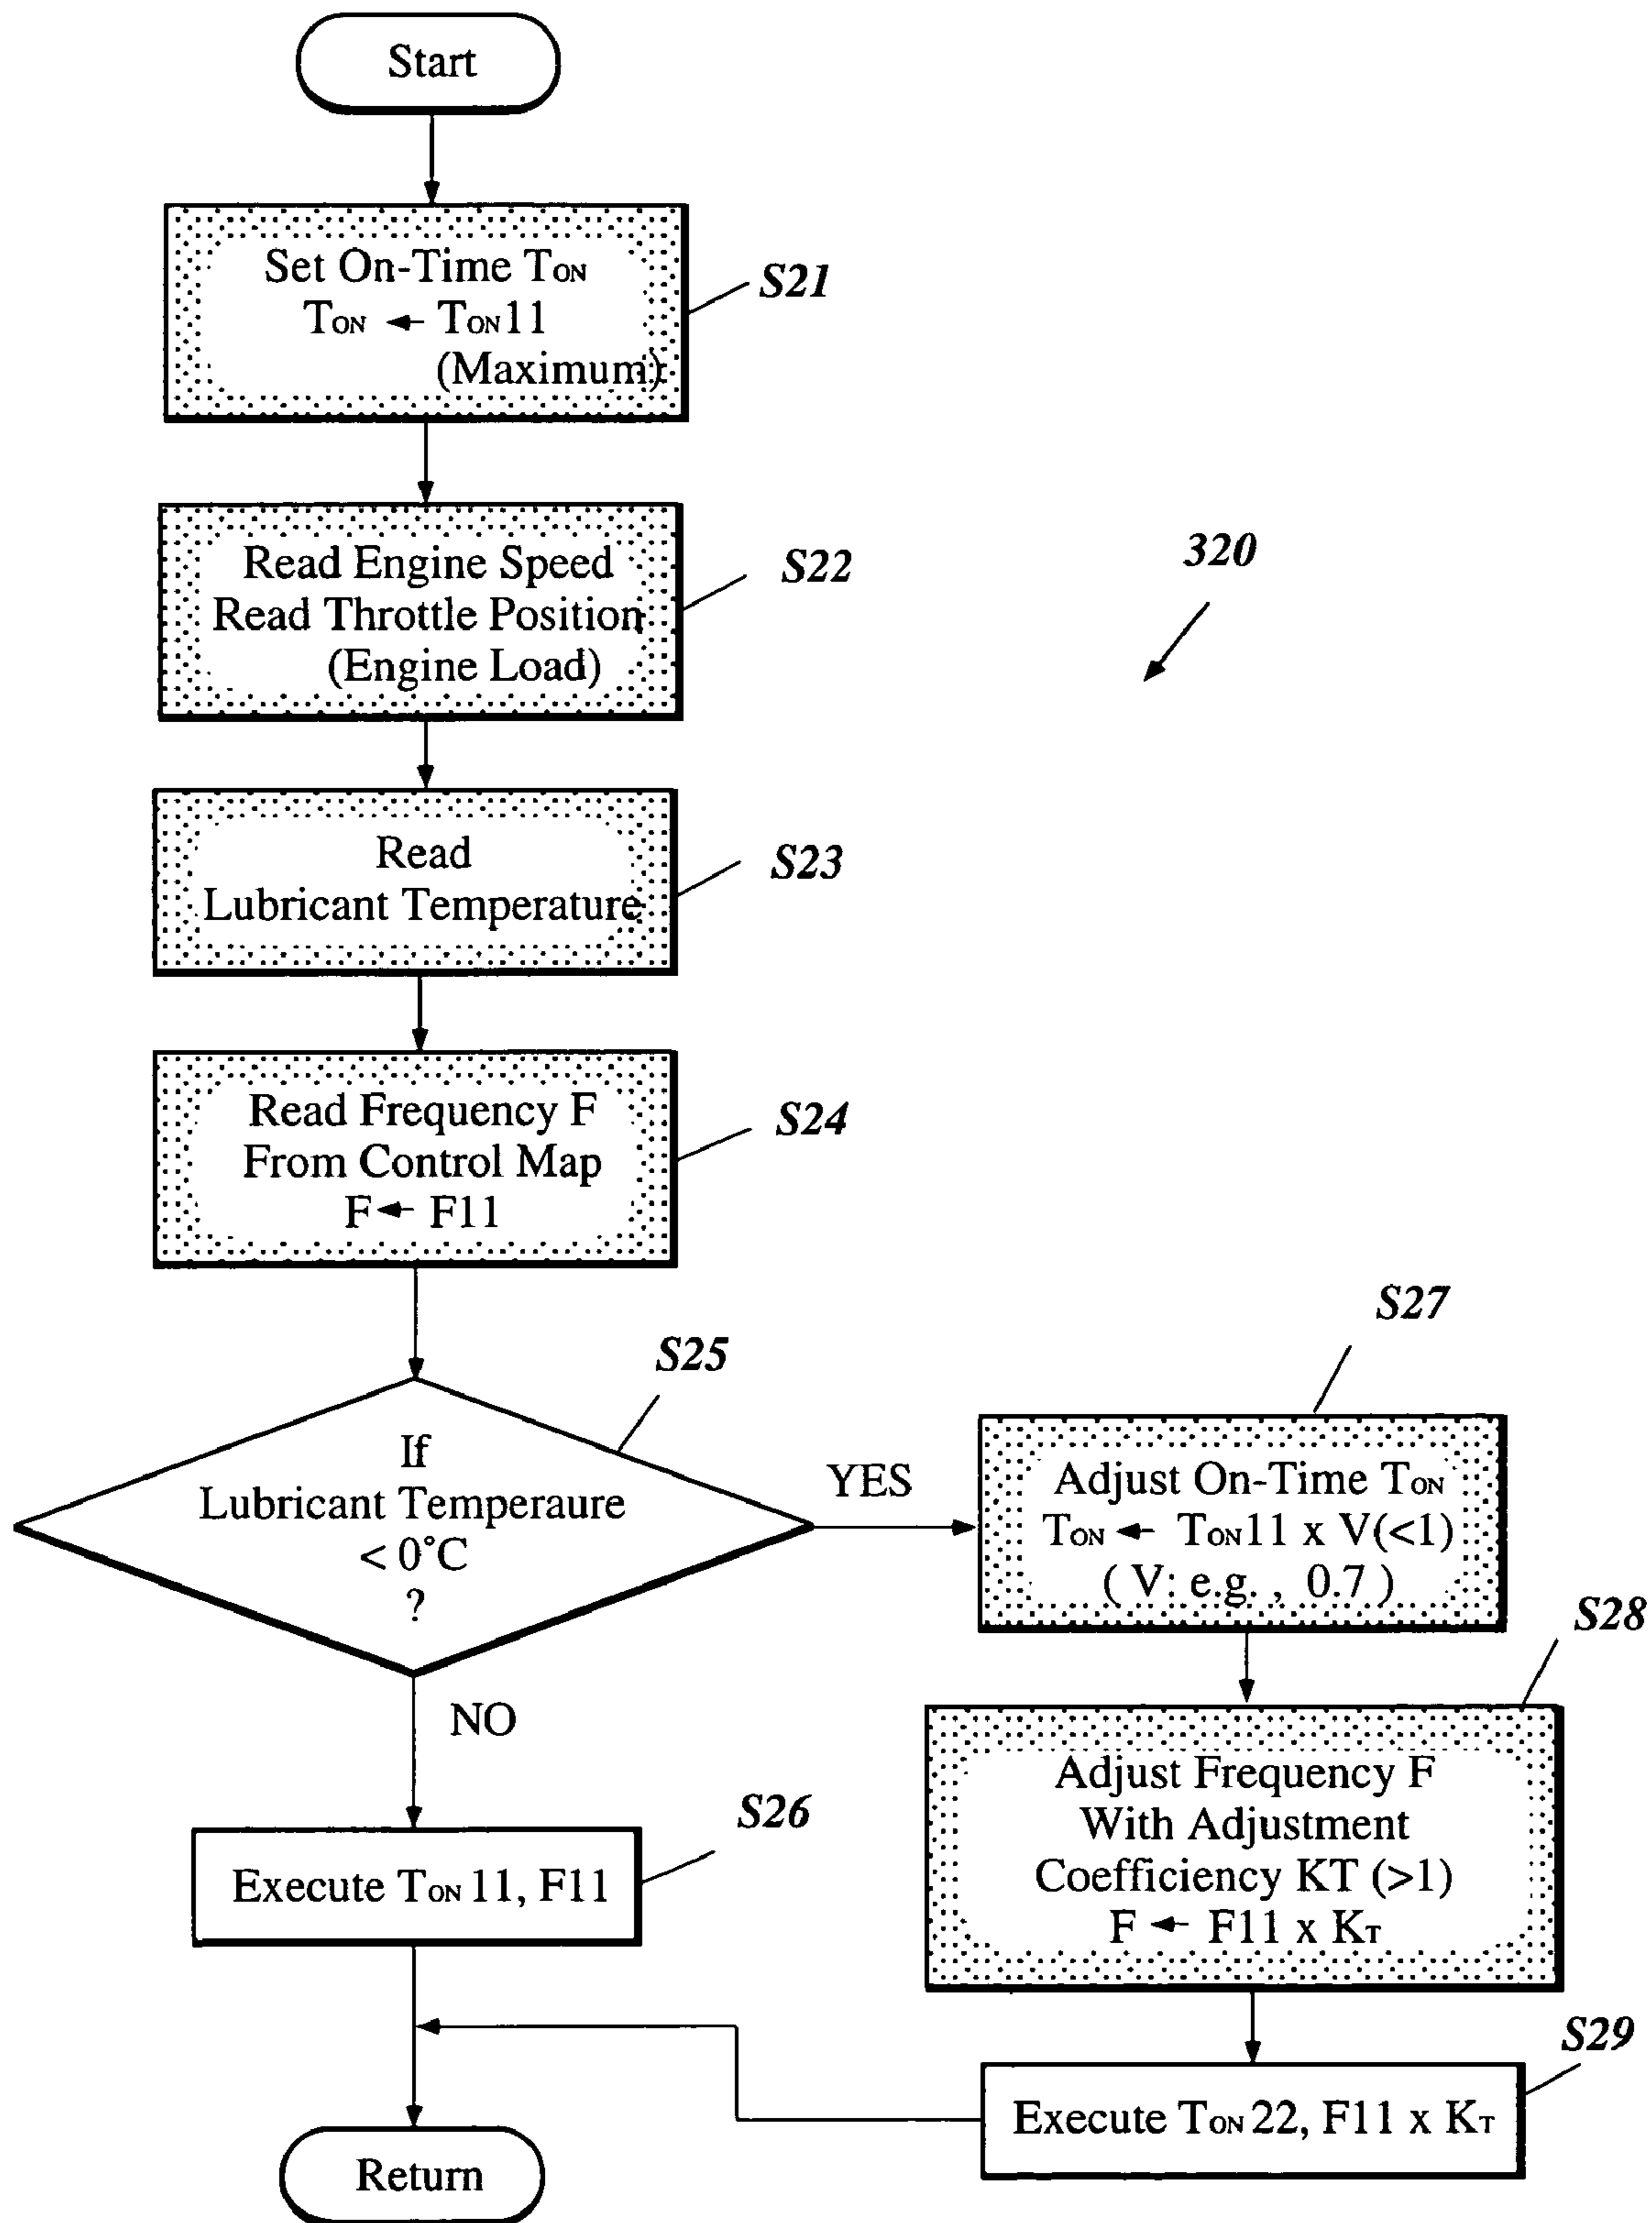 Start
Set On-Time TON
TON ← TON11
(Maximum)
S21
Read Engine Speed
Read Throttle Position
(Engine Load)
S22
320
Read
Lubricant Temperature
S23
Read Frequency F
From Control Map
F ← F11
S24
If
Lubricant Temperaure
< 0°C
?
S25
YES
NO
S27
Adjust On-Time TON
TON ← TON11 x V(<1)
( V: e.g. , 0.7 )
S28
Adjust Frequency F
With Adjustment
Coefficiency KT (>1)
F ← F11 x KT
S26
Execute TON 11, F11
S29
Execute TON 22, F11 x KT
Return